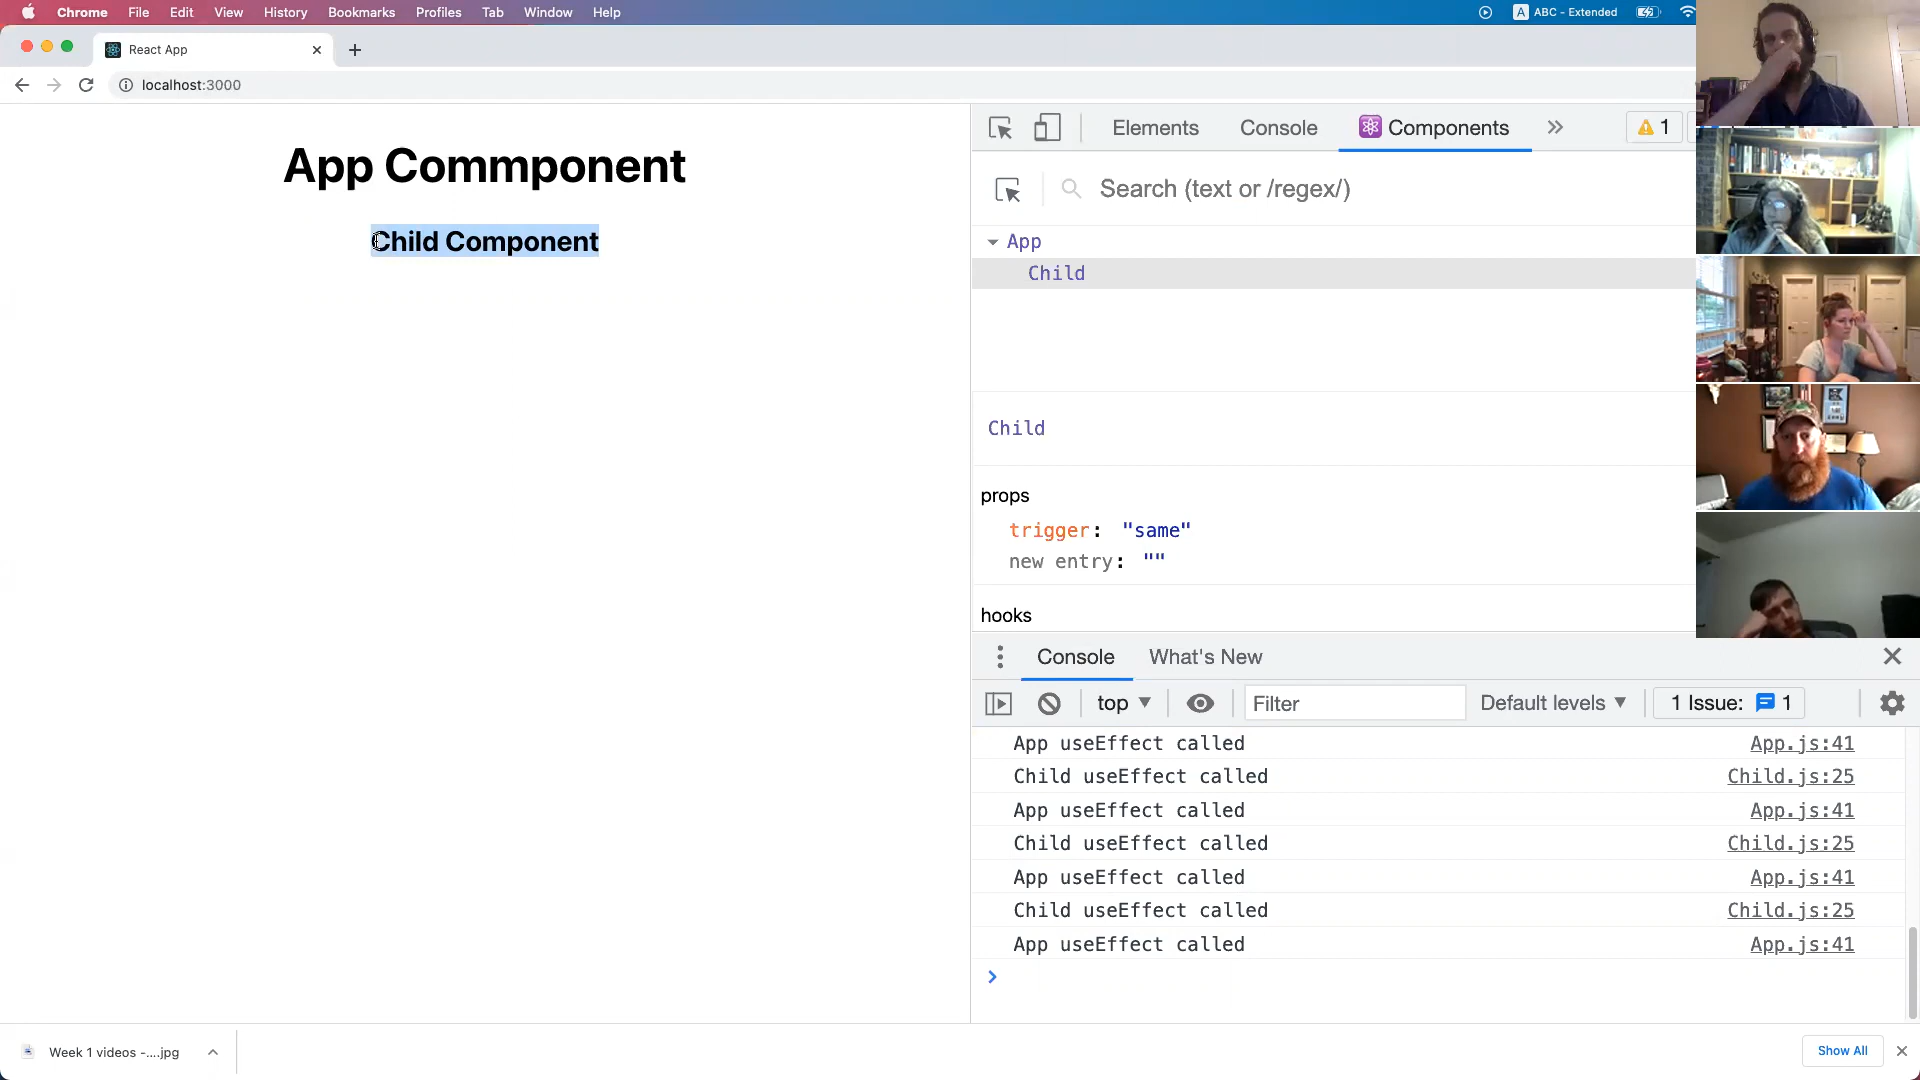 Chrome File Edit View History Bookmarks Profiles Tab Window Help
A ABC - Extended
React App
localhost:3000
App Commponent
Child Component
Elements Console Components 1
Search (text or /regex/)
App
Child
Child
props
trigger: "same"
new entry: ""
hooks
Console What's New
top Filter Default levels 1 Issue: 1
App useEffect called App.js:41
Child useEffect called Child.js:25
App useEffect called App.js:41
Child useEffect called Child.js:25
App useEffect called App.js:41
Child useEffect called Child.js:25
App useEffect called App.js:41
Week 1 videos -....jpg
Show All